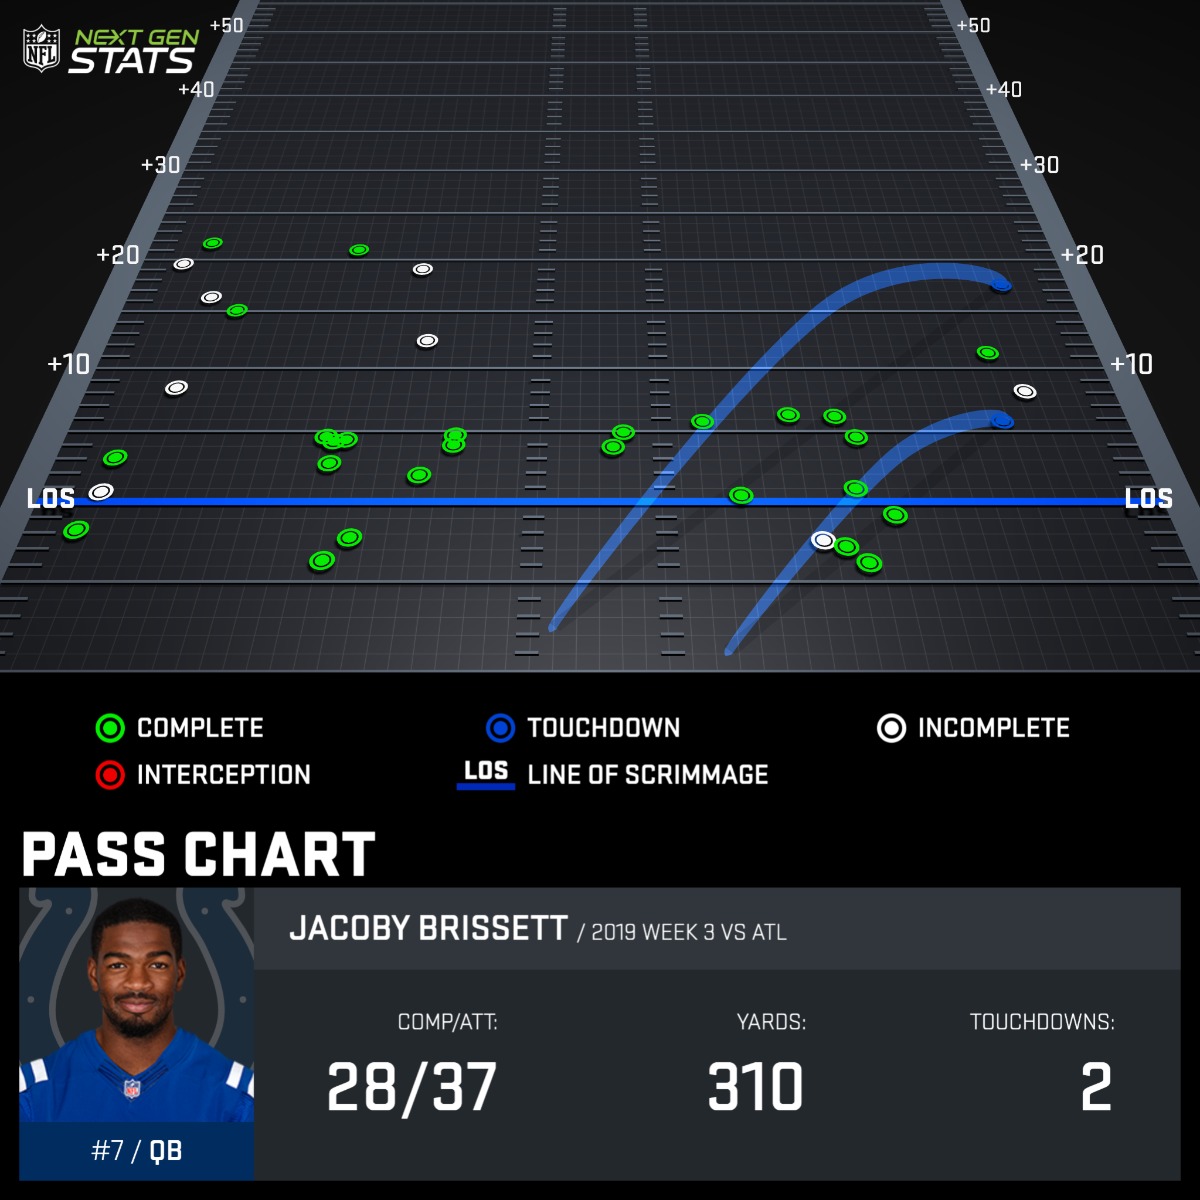 NFL NEXT GEN
STATS
+50 +50
+40 +40
+30 +30
+20 +20
+10 +10
LOS LOS
COMPLETE TOUCHDOWN INCOMPLETE
INTERCEPTION LOS LINE OF SCRIMMAGE
PASS CHART
JACOBY BRISSETT / 2019 WEEK 3 VS ATL
COMP/ATT: YARDS: TOUCHDOWNS:
28/37 310 2
#7 / QB